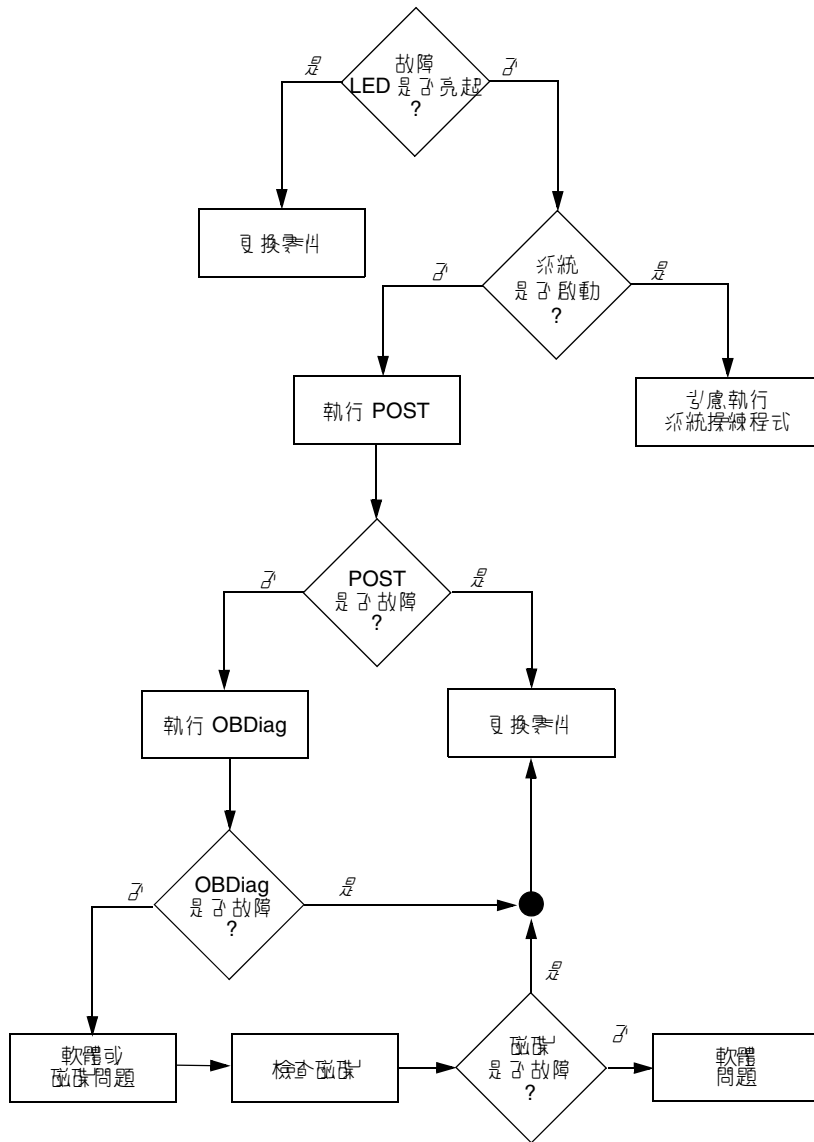 故障
LED 是否亮起
?
是
否
更換零件
系統
是否啟動
?
否
是
執行 POST
考慮執行
系統操練程式
POST
是否故障
?
否
是
執行 OBDiag
更換零件
OBDiag
是否故障
?
否
是
軟體或
磁碟問題
檢查磁碟
磁碟
是否故障
?
是
否
軟體
問題